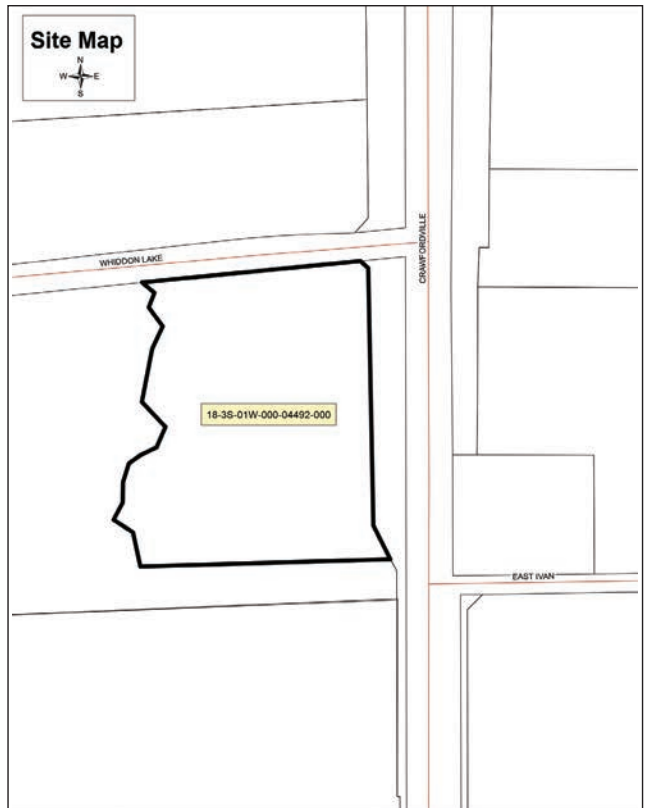 Site Map
N
W E
S
WHIDDON LAKE
CRAWFORDVILLE
18-3S-01W-000-04492-000
EAST IVAN